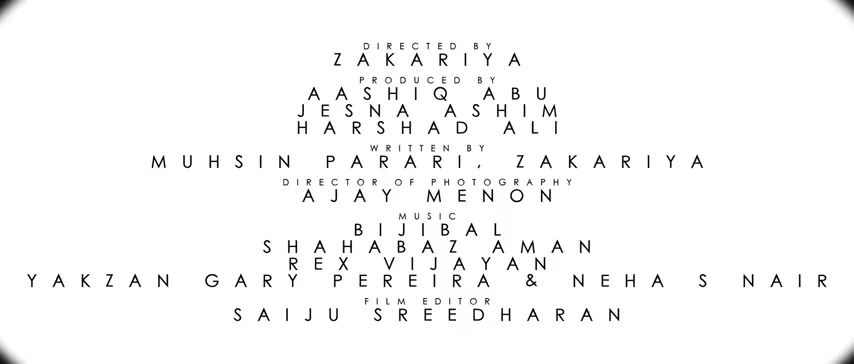 DIRECTED BY
ZAKARIYA
PRODUCED BY
AASHIQ ABU
JESNA ASHIM
HARSHAD ALI
WRITTEN BY
MUHSIN PARARI, ZAKARIYA
DIRECTOR OF PHOTOGRAPHY
AJAY MENON
MUSIC
BIJIBAL
SHAHABAZ AMAN
REX VIJAYAN
YAKZAN GARY PEREIRA & NEHA S NAIR
FILM EDITOR
SAIJU SREEDHARAN